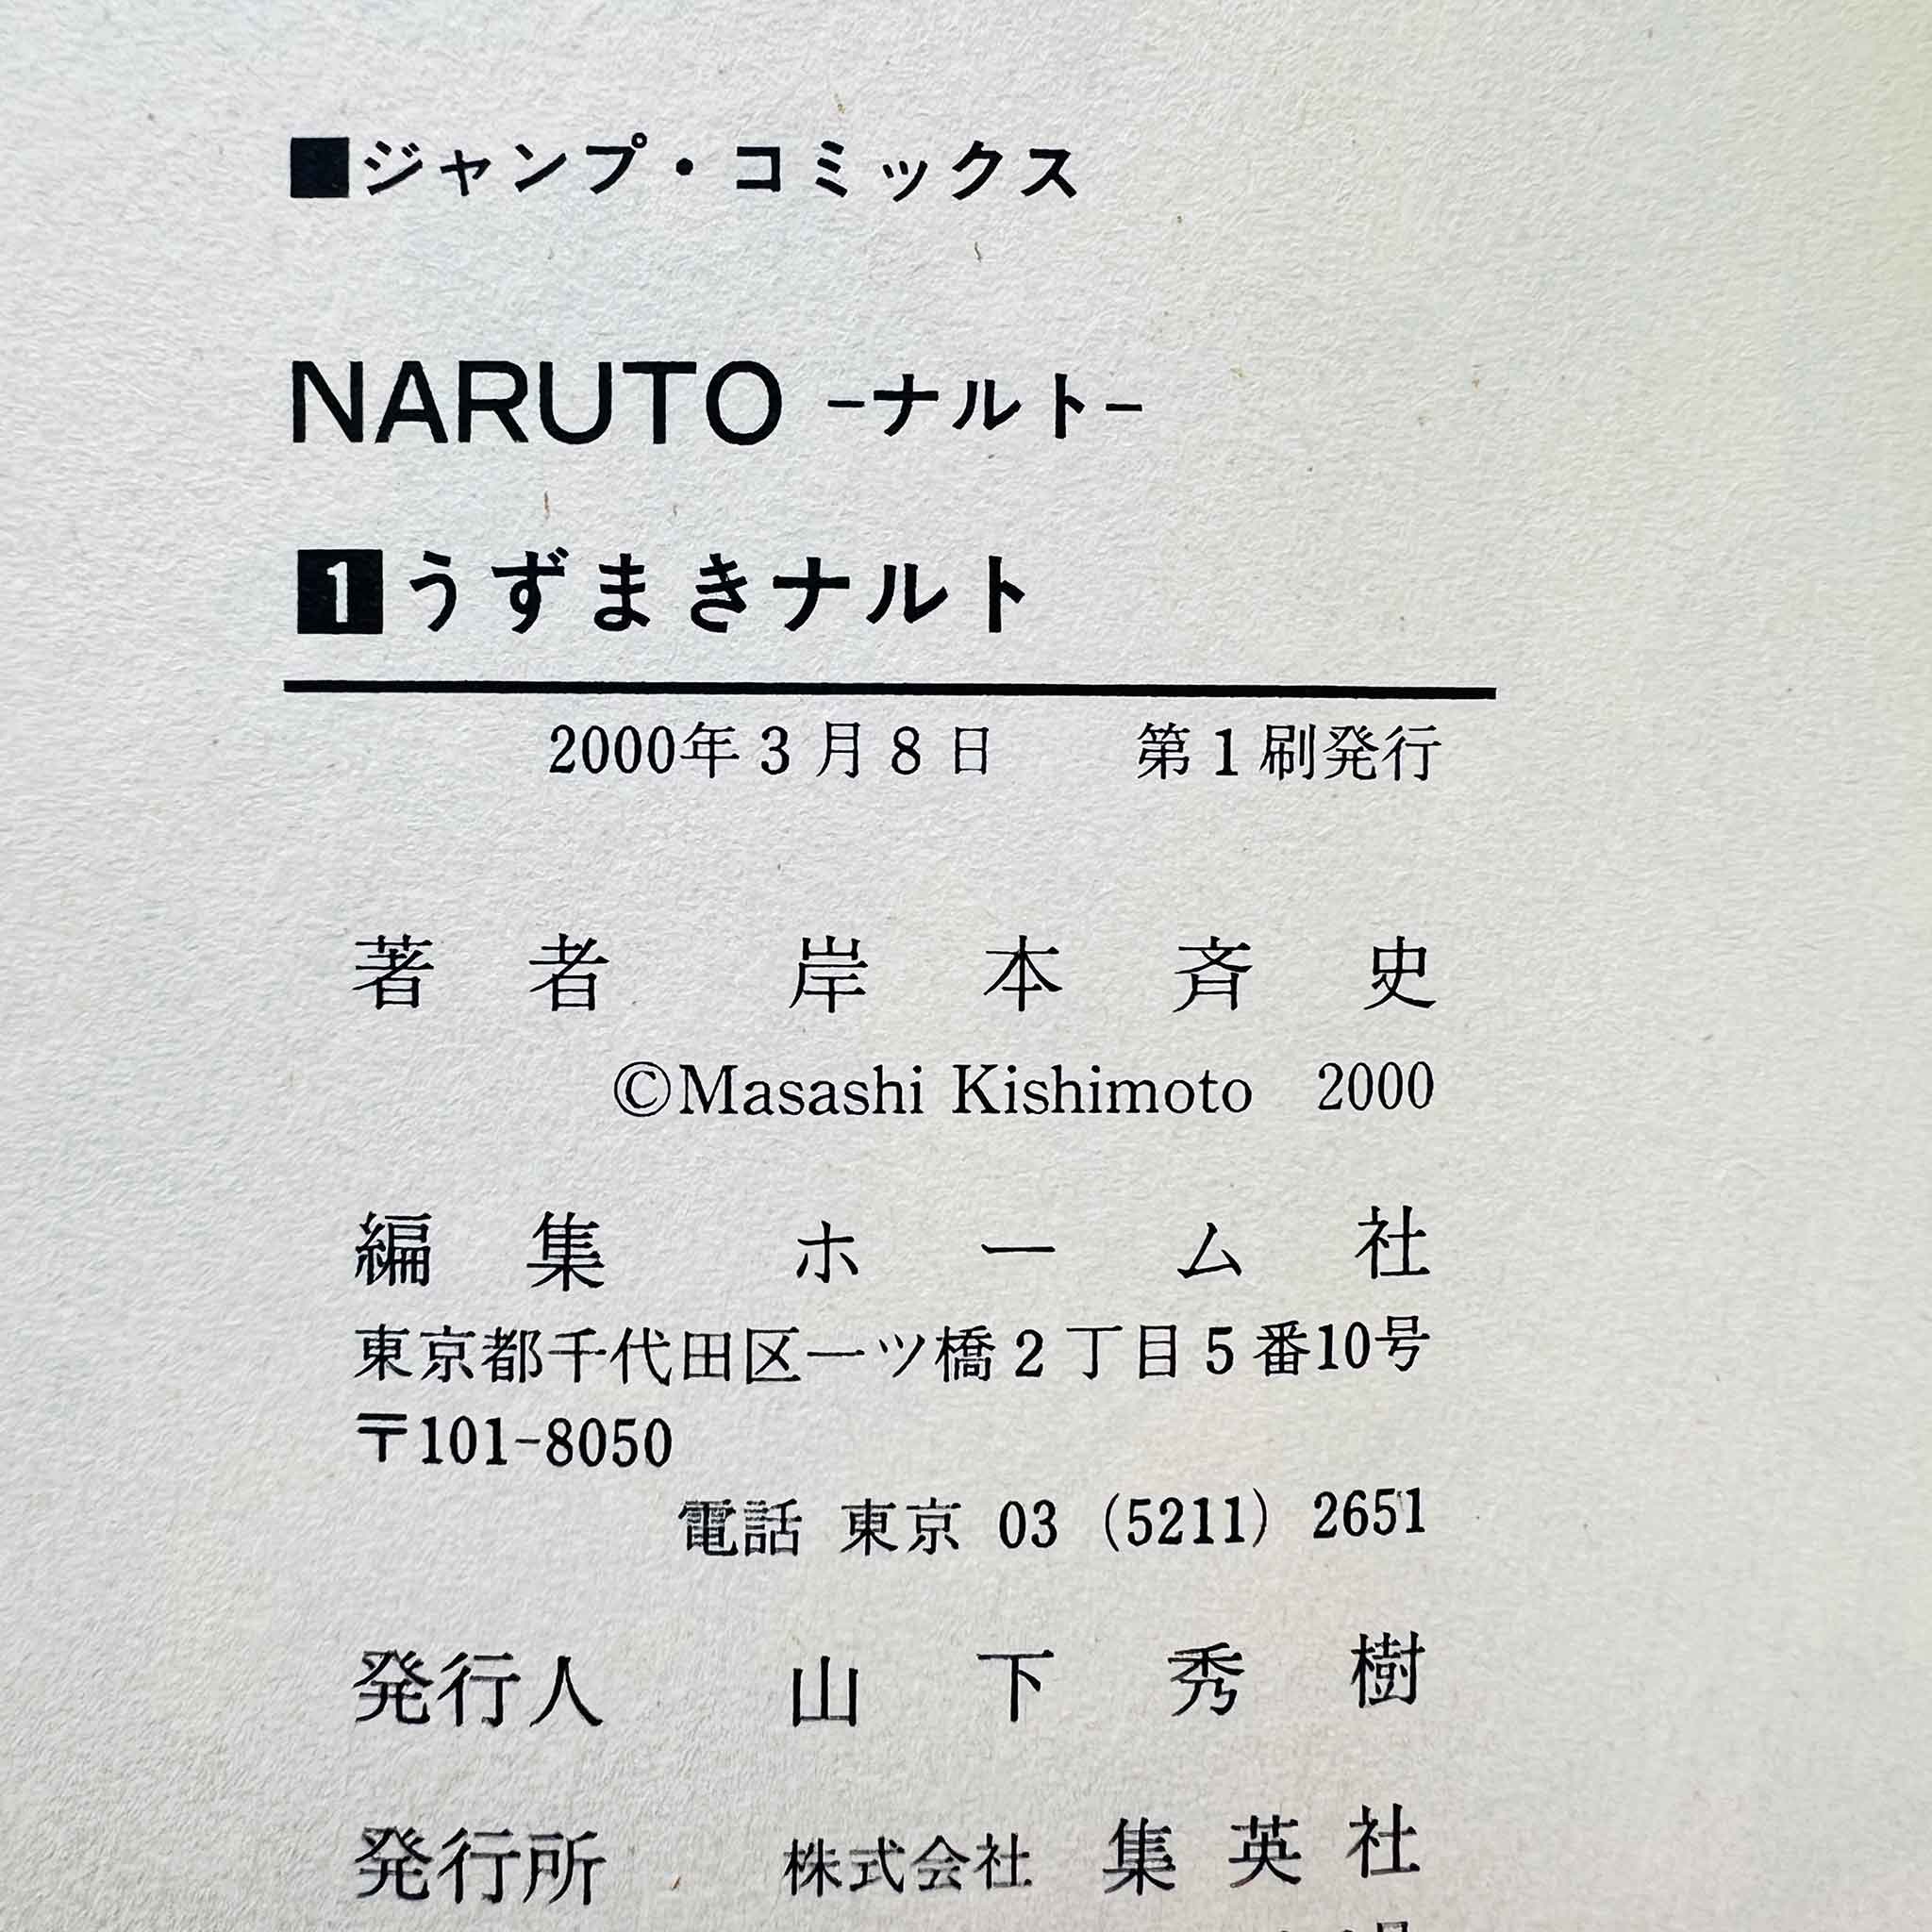 ■ジャンプ・コミックス
NARUTO -ナルト-
1 うずまきナルト
2000年3月8日 第1刷発行
著者 岸本斉史
©Masashi Kishimoto 2000
編集 ホーム社
東京都千代田区一ツ橋2丁目5番10号
〒101-8050
電話 東京 03 (5211) 2651
発行人 山下秀樹
発行所 株式会社 集英社